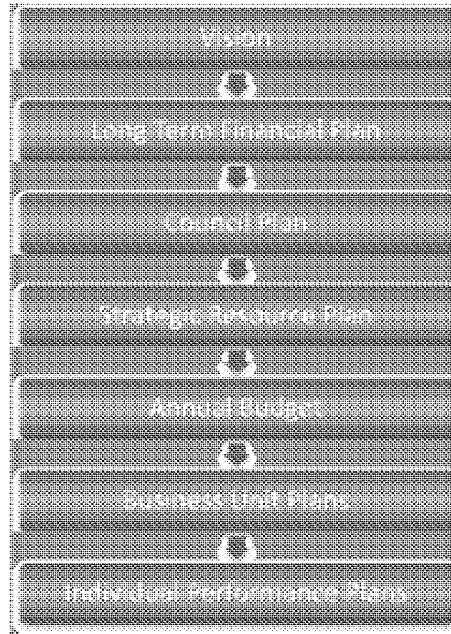 Vision
Long Term Financial Plan
Council Plan
Strategic Resource Plan
Annual Budget
Business Unit Plans
Individual Performance Plans